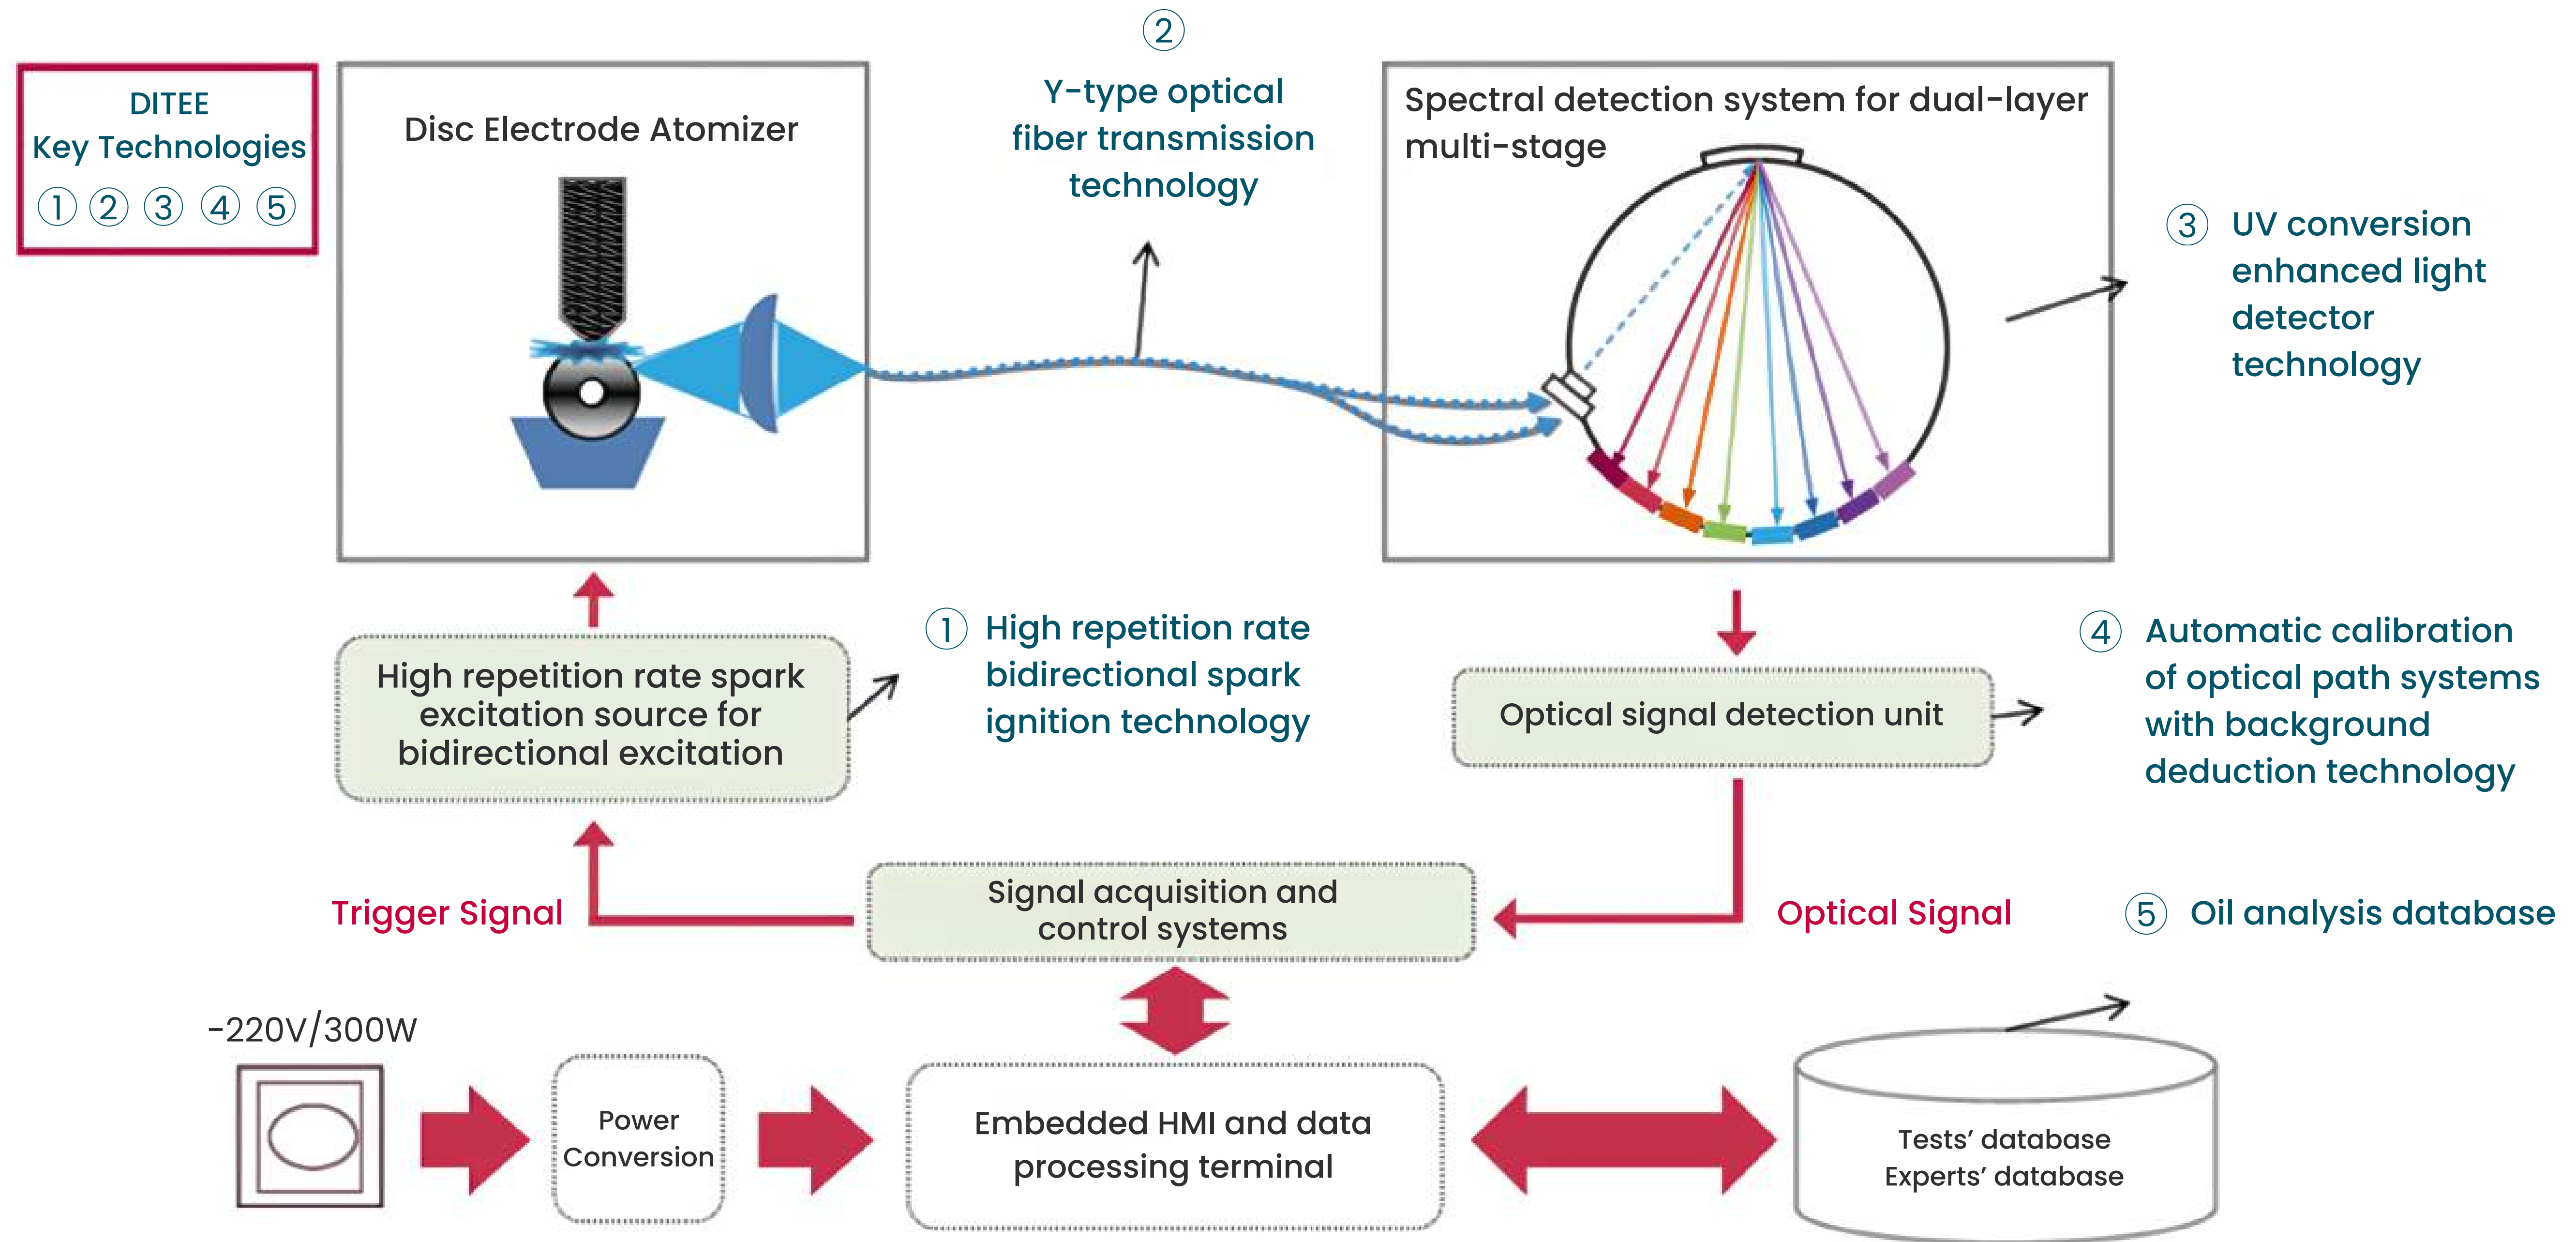 DITEE
Key Technologies
① ② ③ ④ ⑤
Disc Electrode Atomizer
②
Y-type optical
fiber transmission
technology
Spectral detection system for dual-layer
multi-stage
③ UV conversion
enhanced light
detector
technology
High repetition rate spark
excitation source for
bidirectional excitation
① High repetition rate
bidirectional spark
ignition technology
Optical signal detection unit
④ Automatic calibration
of optical path systems
with background
deduction technology
Trigger Signal
Signal acquisition and
control systems
Optical Signal
⑤ Oil analysis database
-220V/300W
Power
Conversion
Embedded HMI and data
processing terminal
Tests’ database
Experts’ database